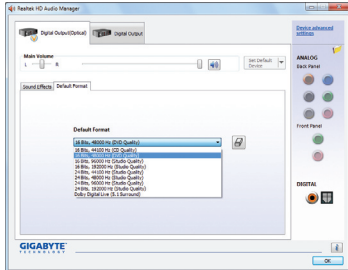 Realtek HD Audio Manager
Digital Output(Optical)
Digital Output
Device advanced settings
Main Volume
L
R
Set Default Device
ANALOG
Back Panel
Sound Effects
Default Format
Default Format
16 Bits, 48000 Hz (DVD Quality)
16 Bits, 44100 Hz (CD Quality)
16 Bits, 48000 Hz (DVD Quality)
16 Bits, 96000 Hz (Studio Quality)
16 Bits, 192000 Hz (Studio Quality)
24 Bits, 44100 Hz (Studio Quality)
24 Bits, 48000 Hz (Studio Quality)
24 Bits, 96000 Hz (Studio Quality)
24 Bits, 192000 Hz (Studio Quality)
Dolby Digital Live (5.1 Surround)
Front Panel
DIGITAL
GIGABYTE
TECHNOLOGY
OK